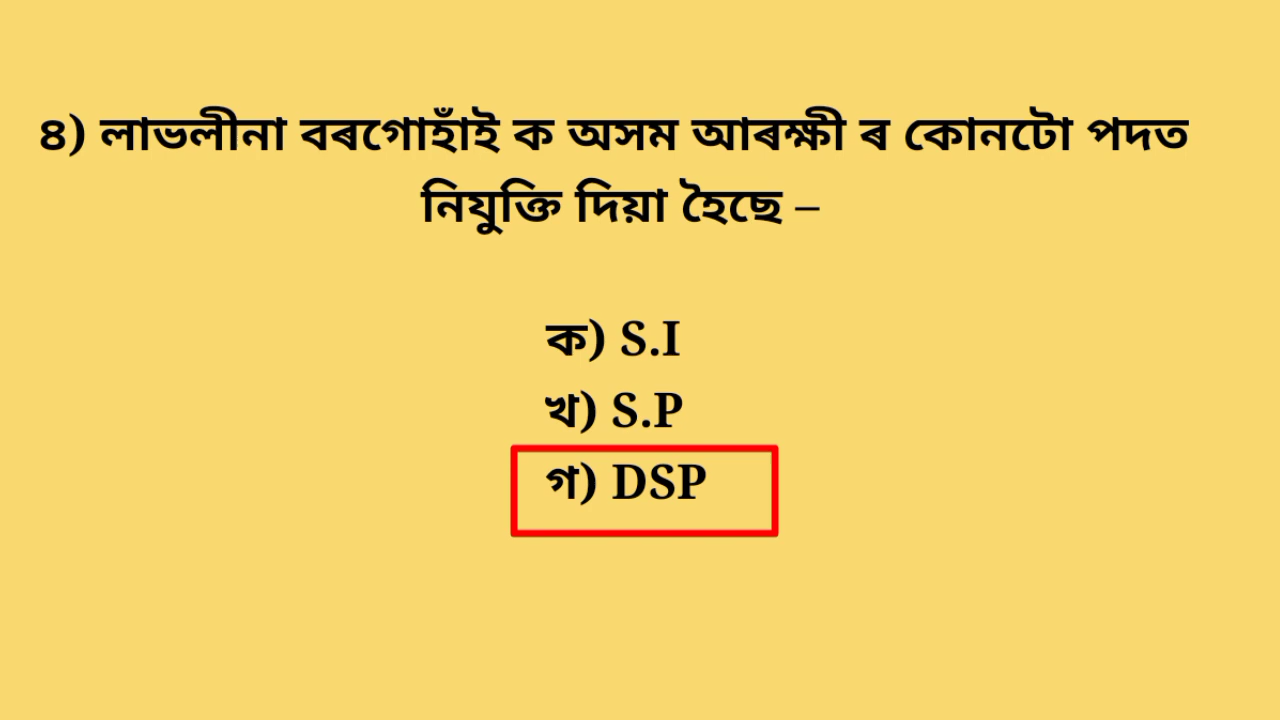 ৪) লাভলীনা বৰগোহাঁই ক অসম আৰক্ষী ৰ কোনটো পদত
নিযুক্তি দিয়া হৈছে –
ক) S.I
খ) S.P
গ) DSP